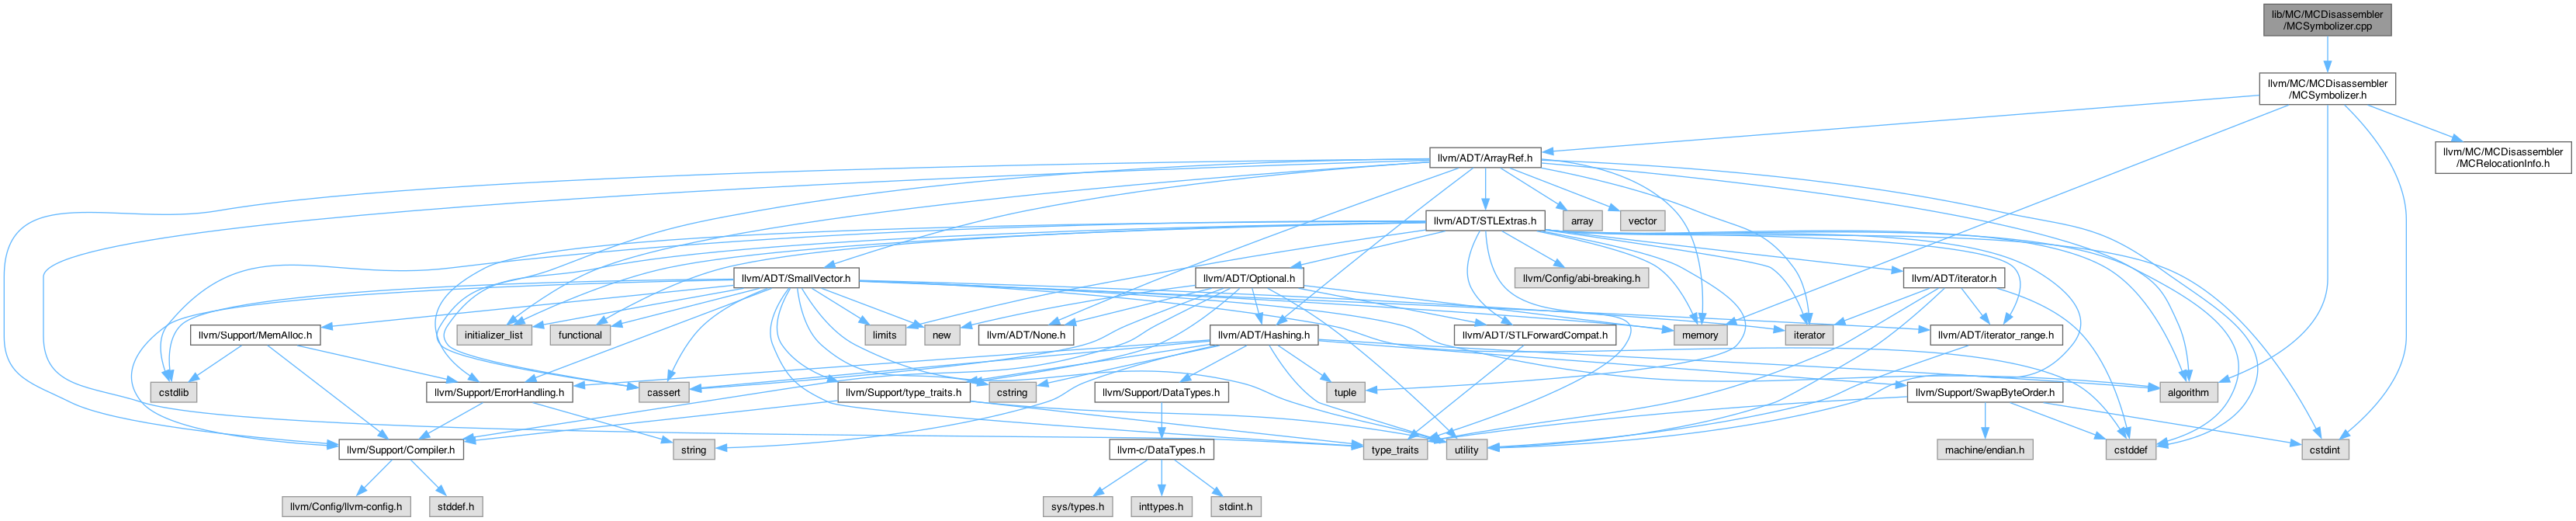 lib/MC/MCDisassembler
/MCSymbolizer.cpp
llvm/MC/MCDisassembler
/MCSymbolizer.h
llvm/ADT/ArrayRef.h
llvm/MC/MCDisassembler
/MCRelocationInfo.h
llvm/ADT/STLExtras.h
array
vector
llvm/ADT/SmallVector.h
llvm/ADT/Optional.h
llvm/Config/abi-breaking.h
llvm/ADT/iterator.h
llvm/Support/MemAlloc.h
initializer_list
functional
limits
new
llvm/ADT/None.h
llvm/ADT/Hashing.h
llvm/ADT/STLForwardCompat.h
memory
iterator
llvm/ADT/iterator_range.h
cstdlib
llvm/Support/ErrorHandling.h
cassert
llvm/Support/type_traits.h
cstring
llvm/Support/DataTypes.h
tuple
llvm/Support/SwapByteOrder.h
algorithm
llvm/Support/Compiler.h
string
llvm-c/DataTypes.h
type_traits
utility
machine/endian.h
cstddef
cstdint
llvm/Config/llvm-config.h
stddef.h
sys/types.h
inttypes.h
stdint.h